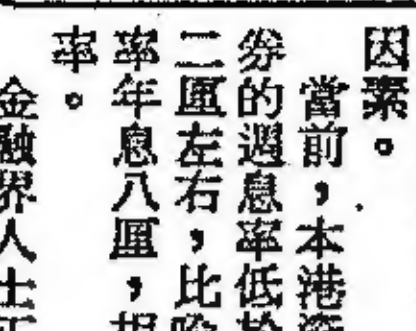 因素。
當前，本港
券的週息率低於
二厘左右，比
率年息八厘，
率。
金融界人士